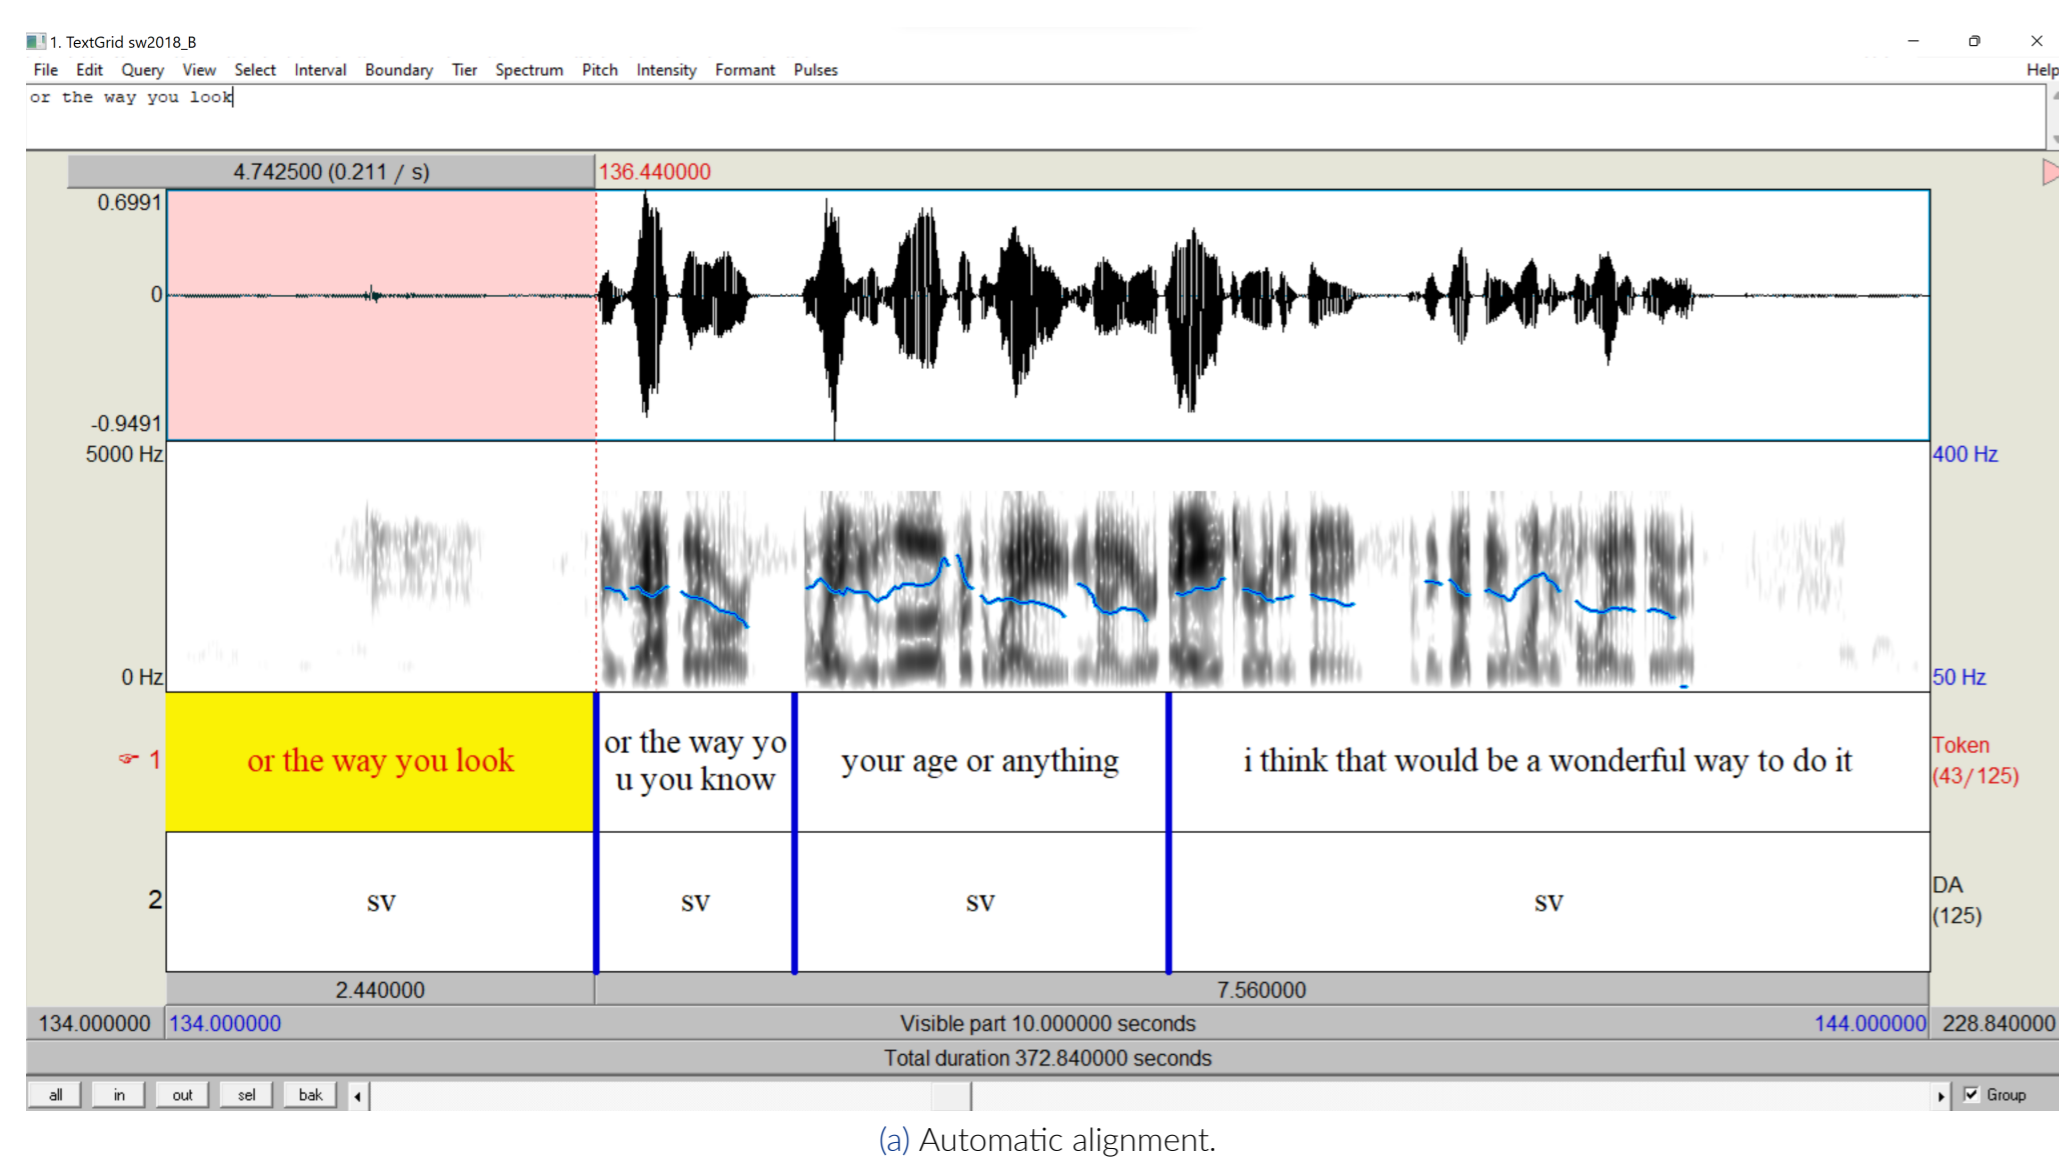 1. TextGrid sw2018_B
File Edit Query View Select Interval Boundary Tier Spectrum Pitch Intensity Formant Pulses Help
or the way you look
4.742500 (0.211 / s) 136.440000
0.6991
0
-0.9491
5000 Hz 400 Hz
0 Hz 50 Hz
☞ 1
or the way you look
or the way yo
u you know
your age or anything
i think that would be a wonderful way to do it
Token
(43/125)
2
sv sv sv sv
DA
(125)
2.440000 7.560000
134.000000 134.000000 Visible part 10.000000 seconds 144.000000 228.840000
Total duration 372.840000 seconds
all in out sel bak Group
(a) Automatic alignment.